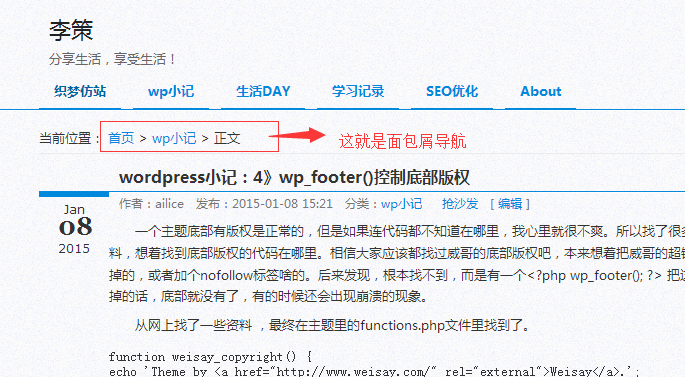 李策
分享生活，享受生活！
织梦仿站 wp小记 生活DAY 学习记录 SEO优化 About
当前位置： 首页 > wp小记 > 正文 这就是面包屑导航
wordpress小记：4》wp_footer()控制底部版权
作者：ailice 发布：2015-01-08 15:21 分类：wp小记 抢沙发 [ 编辑 ]
Jan
08
2015
一个主题底部有版权是正常的，但是如果连代码都不知道在哪里，我心里就很不爽。所以找了很多
料，想着找到底部版权的代码在哪里。相信大家应该都找过威哥的底部版权吧，本来想着把威哥的超链
掉的，或者加个nofollow标签啥的。后来发现，根本找不到，而是有一个<?php wp_footer(); ?> 把这
掉的话，底部就没有了，有的时候还会出现崩溃的现象。
从网上找了一些资料 ，最终在主题里的functions.php文件里找到了。
function weisay_copyright() {
echo 'Theme by <a href="http://www.weisay.com/" rel="external">Weisay</a>.';